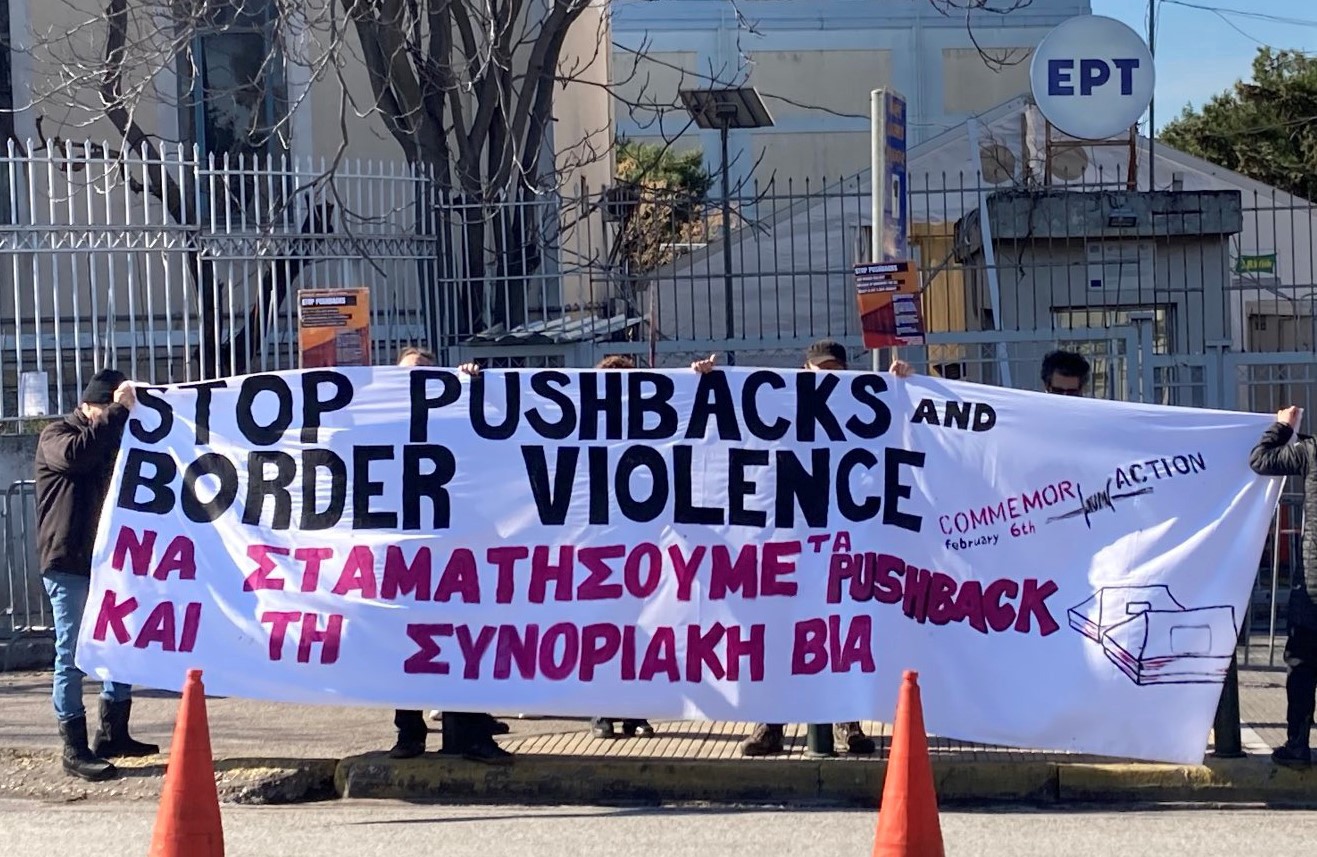 ΕΡΤ
STOP PUSHBACKS
STOP PUSHBACKS
STOP PUSHBACKS AND
BORDER VIOLENCE
COMMEMOR ACTION
february 6th
ΝΑ ΣΤΑΜΑΤΗΣΟΥΜΕ ΤΑ PUSHBACK
ΚΑΙ ΤΗ ΣΥΝΟΡΙΑΚΗ ΒΙΑ